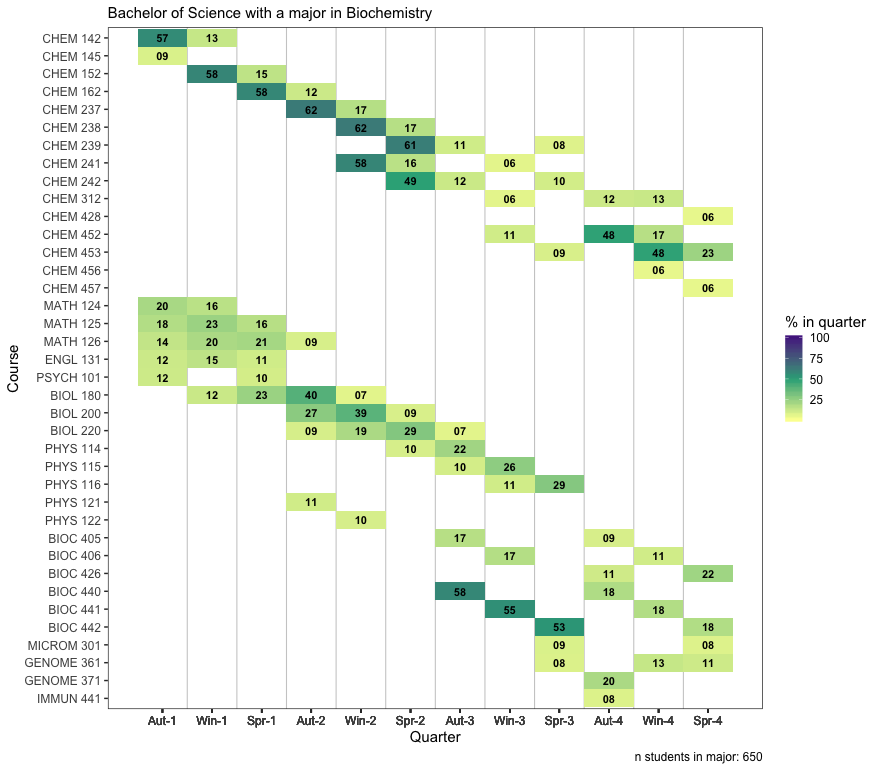 Bachelor of Science with a major in Biochemistry
CHEM 142 57 13
CHEM 145 09
CHEM 152 58 15
CHEM 162 58 12
CHEM 237 62 17
CHEM 238 62 17
CHEM 239 61 11 08
CHEM 241 58 16 06
CHEM 242 49 12 10
CHEM 312 06 12 13
CHEM 428 06
CHEM 452 11 48 17
CHEM 453 09 48 23
CHEM 456 06
CHEM 457 06
MATH 124 20 16
MATH 125 18 23 16
MATH 126 14 20 21 09
ENGL 131 12 15 11
PSYCH 101 12 10
BIOL 180 12 23 40 07
BIOL 200 27 39 09
BIOL 220 09 19 29 07
PHYS 114 10 22
PHYS 115 10 26
PHYS 116 11 29
PHYS 121 11
PHYS 122 10
BIOC 405 17 09
BIOC 406 17 11
BIOC 426 11 22
BIOC 440 58 18
BIOC 441 55 18
BIOC 442 53 18
MICROM 301 09 08
GENOME 361 08 13 11
GENOME 371 20
IMMUN 441 08
Aut-1 Win-1 Spr-1 Aut-2 Win-2 Spr-2 Aut-3 Win-3 Spr-3 Aut-4 Win-4 Spr-4
Quarter
Course
% in quarter
100
75
50
25
n students in major: 650